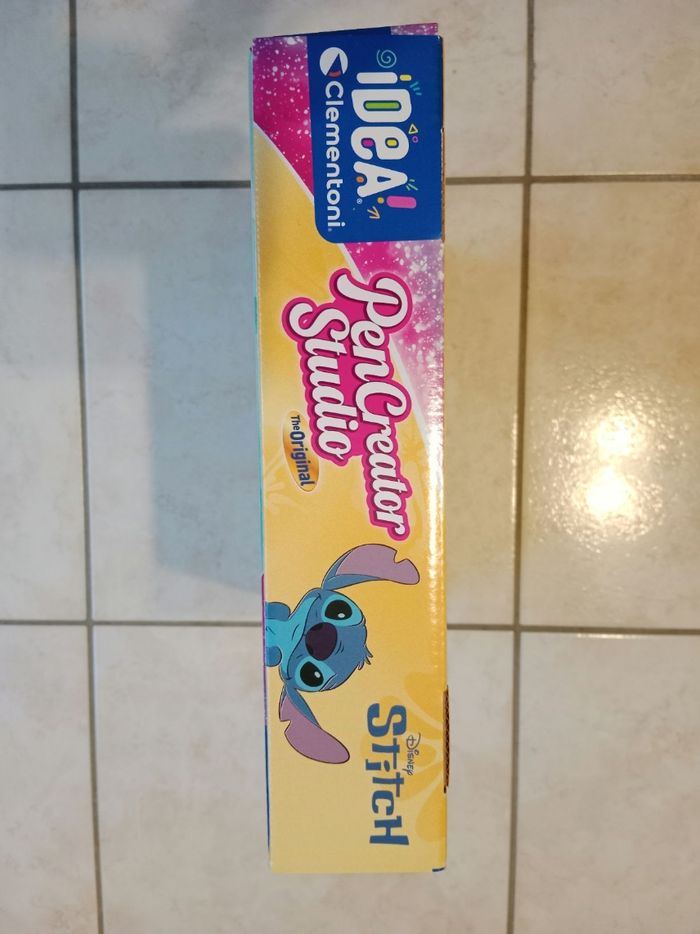 iDEA!®
Clementoni®
PenCreator
Studio
The Original
Disney
Stitch